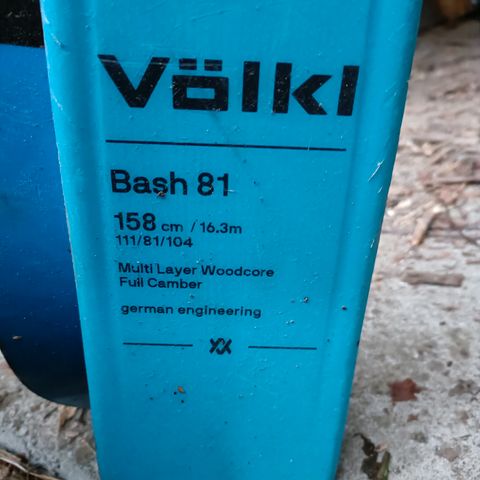 Völkl
Bash 81
158 cm / 16.3m
111/81/104
Multi Layer Woodcore
Full Camber
german engineering